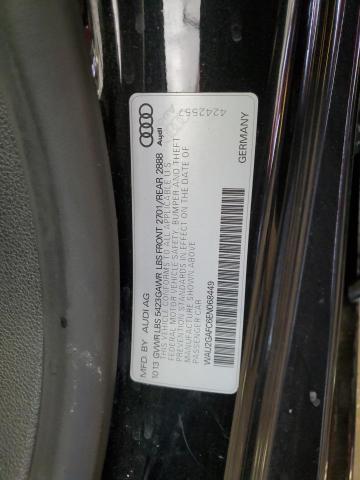 MFD. BY AUDI AG
10.13 GVWR LBS 5423 GAWR LBS FRONT 2701/REAR 2888
THIS VEHICLE CONFORMS TO ALL APPLICABLE U.S.
FEDERAL MOTOR VEHICLE SAFETY, BUMPER AND THEFT
PREVENTION STANDARDS IN EFFECT ON THE DATE OF
MANUFACTURE SHOWN ABOVE
PASSENGER CAR
WAU2GAFC6EN068449
GERMANY
Audi
4242557